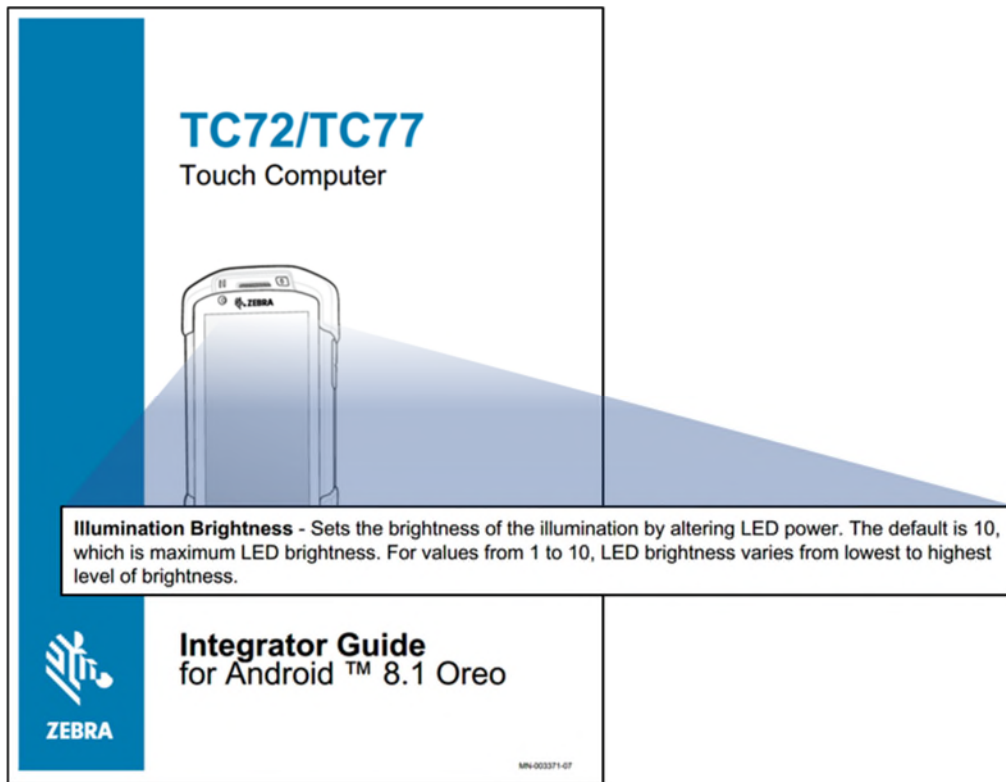 TC72/TC77
Touch Computer
ZEBRA
Illumination Brightness - Sets the brightness of the illumination by altering LED power. The default is 10,
which is maximum LED brightness. For values from 1 to 10, LED brightness varies from lowest to highest
level of brightness.
Integrator Guide
for Android ™ 8.1 Oreo
ZEBRA
MN-003371-07